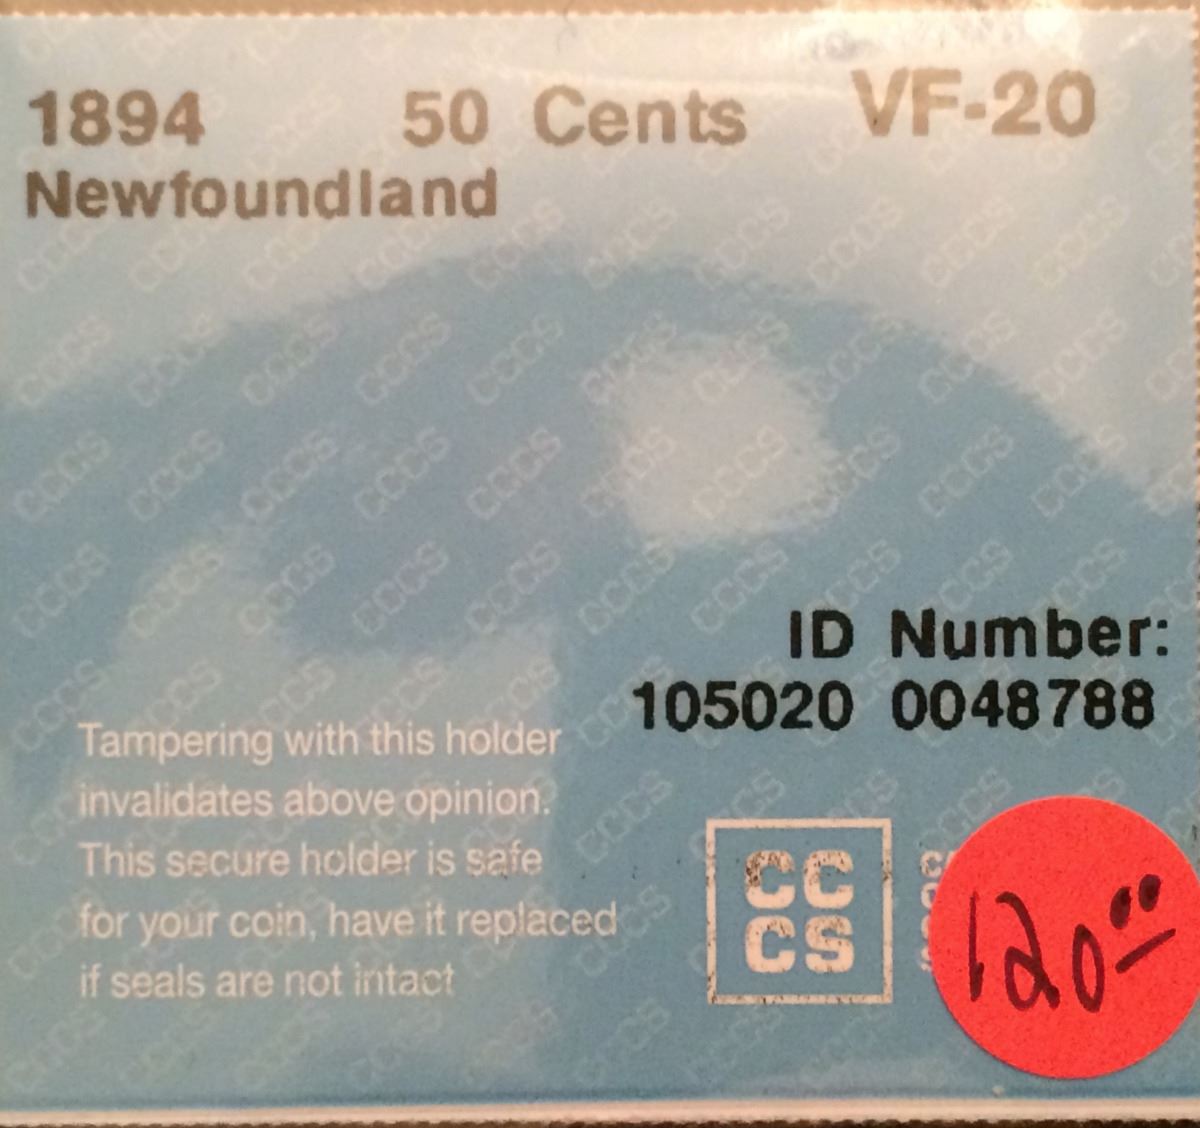 1894 50 Cents VF-20
Newfoundland
ID Number:
105020 0048788
Tampering with this holder
invalidates above opinion.
This secure holder is safe
for your coin, have it replaced
if seals are not intact
CC
CS
120.00